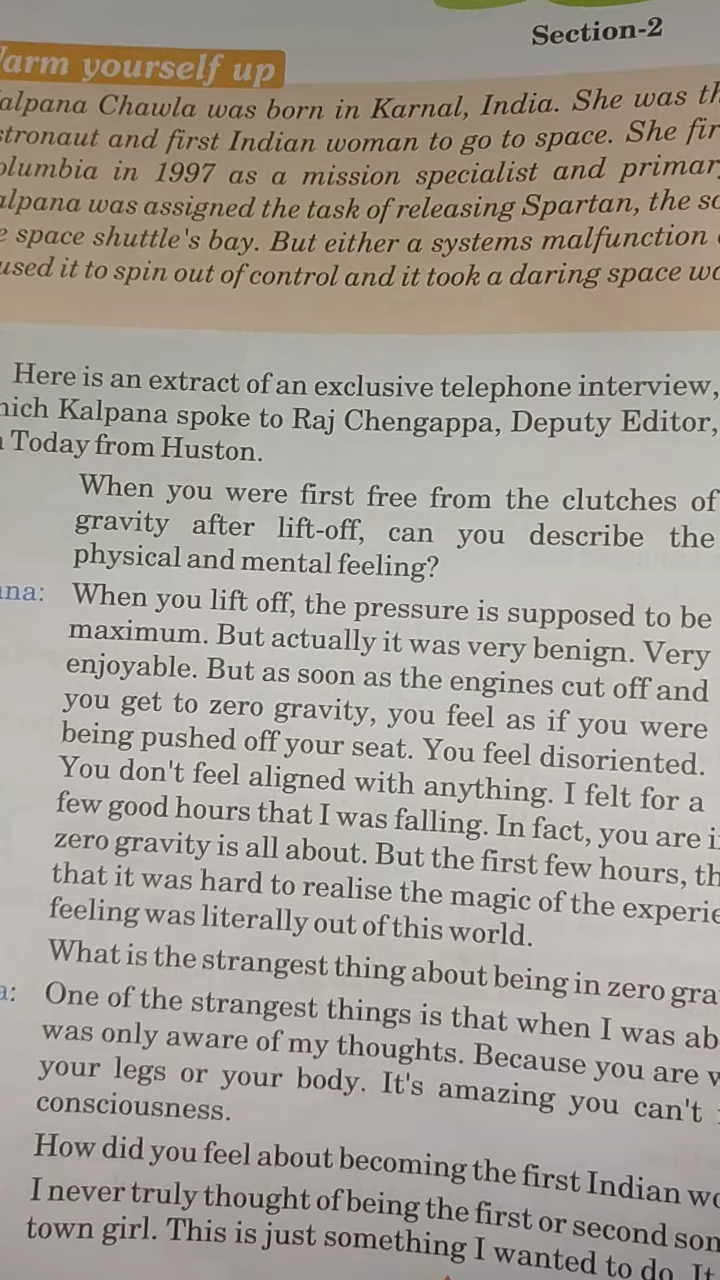 Section-2
arm yourself up
alpana Chawla was born in Karnal, India. She was th
stronaut and first Indian woman to go to space. She fir
olumbia in 1997 as a mission specialist and primary
alpana was assigned the task of releasing Spartan, the so
e space shuttle's bay. But either a systems malfunction
used it to spin out of control and it took a daring space wa
Here is an extract of an exclusive telephone interview,
hich Kalpana spoke to Raj Chengappa, Deputy Editor,
Today from Huston.
When you were first free from the clutches of
gravity after lift-off, can you describe the
physical and mental feeling?
na: When you lift off, the pressure is supposed to be
maximum. But actually it was very benign. Very
enjoyable. But as soon as the engines cut off and
you get to zero gravity, you feel as if you were
being pushed off your seat. You feel disoriented.
You don't feel aligned with anything. I felt for a
few good hours that I was falling. In fact, you are i
zero gravity is all about. But the first few hours, th
that it was hard to realise the magic of the experie
feeling was literally out of this world.
What is the strangest thing about being in zero gra
a: One of the strangest things is that when I was ab
was only aware of my thoughts. Because you are w
your legs or your body. It's amazing you can't
consciousness.
How did you feel about becoming the first Indian wo
I never truly thought of being the first or second som
town girl. This is just something I wanted to do. It